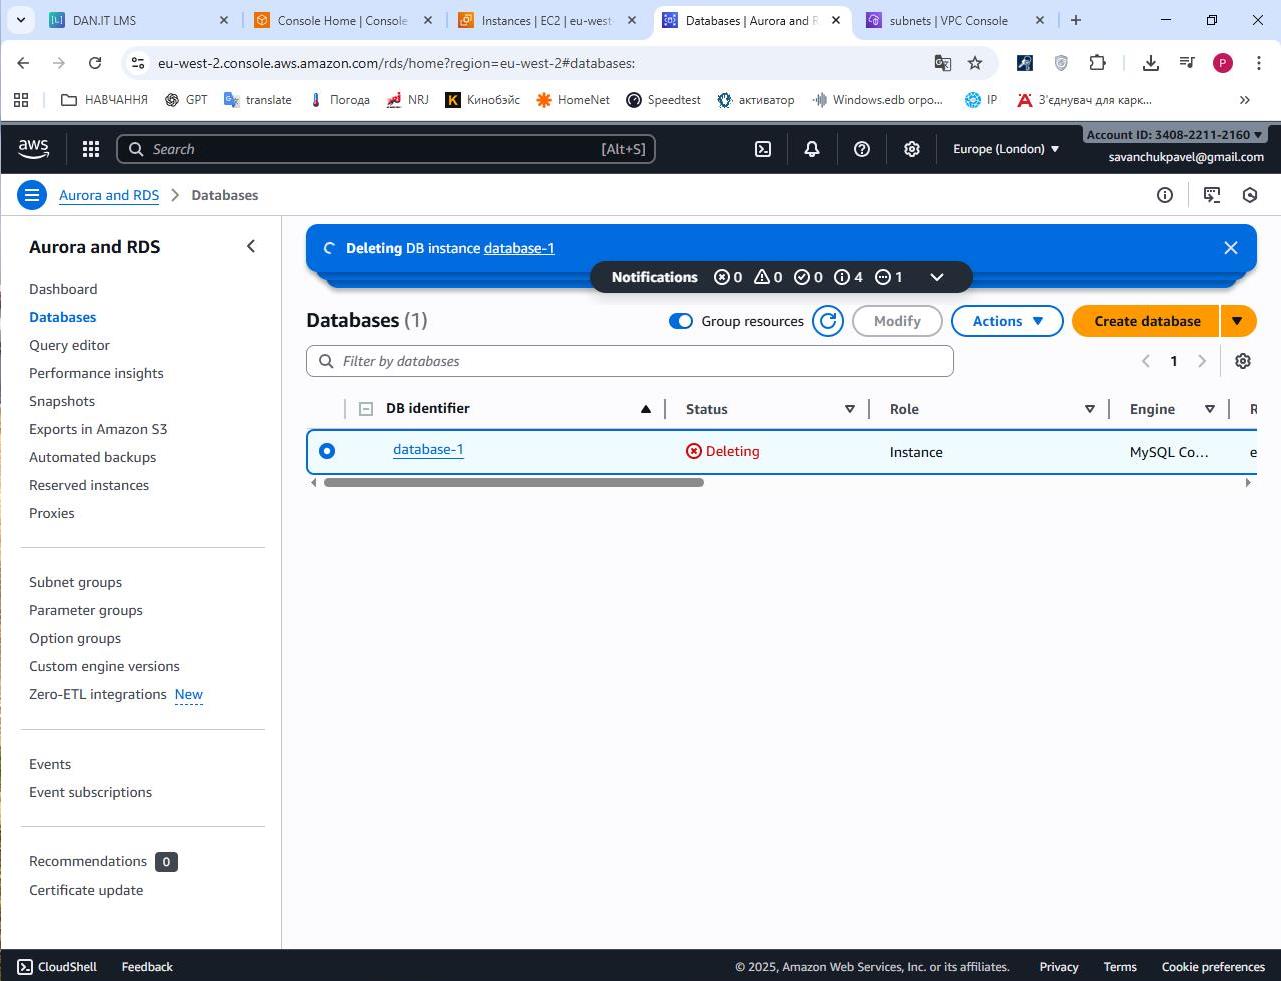 DAN.IT LMS
Console Home | Console
Instances | EC2 | eu-west-
Databases | Aurora and R
subnets | VPC Console
eu-west-2.console.aws.amazon.com/rds/home?region=eu-west-2#databases:
P
НАВЧАННЯ
GPT
translate
Погода
NRJ
Кинобэйс
HomeNet
Speedtest
активатор
Windows.edb огро...
IP
З'єднувач для карк...
aws
Search
[Alt+S]
Europe (London)
Account ID: 3408-2211-2160
savanchukpavel@gmail.com
Aurora and RDS
Databases
Aurora and RDS
Dashboard
Databases
Query editor
Performance insights
Snapshots
Exports in Amazon S3
Automated backups
Reserved instances
Proxies
Subnet groups
Parameter groups
Option groups
Custom engine versions
Zero-ETL integrations New
Events
Event subscriptions
Recommendations 0
Certificate update
Deleting DB instance database-1
Notifications 0 0 0 4 1
Databases (1)
Group resources
Modify
Actions
Create database
Filter by databases
1
DB identifier
Status
Role
Engine
R
database-1
Deleting
Instance
MySQL Co...
e
CloudShell
Feedback
© 2025, Amazon Web Services, Inc. or its affiliates.
Privacy
Terms
Cookie preferences